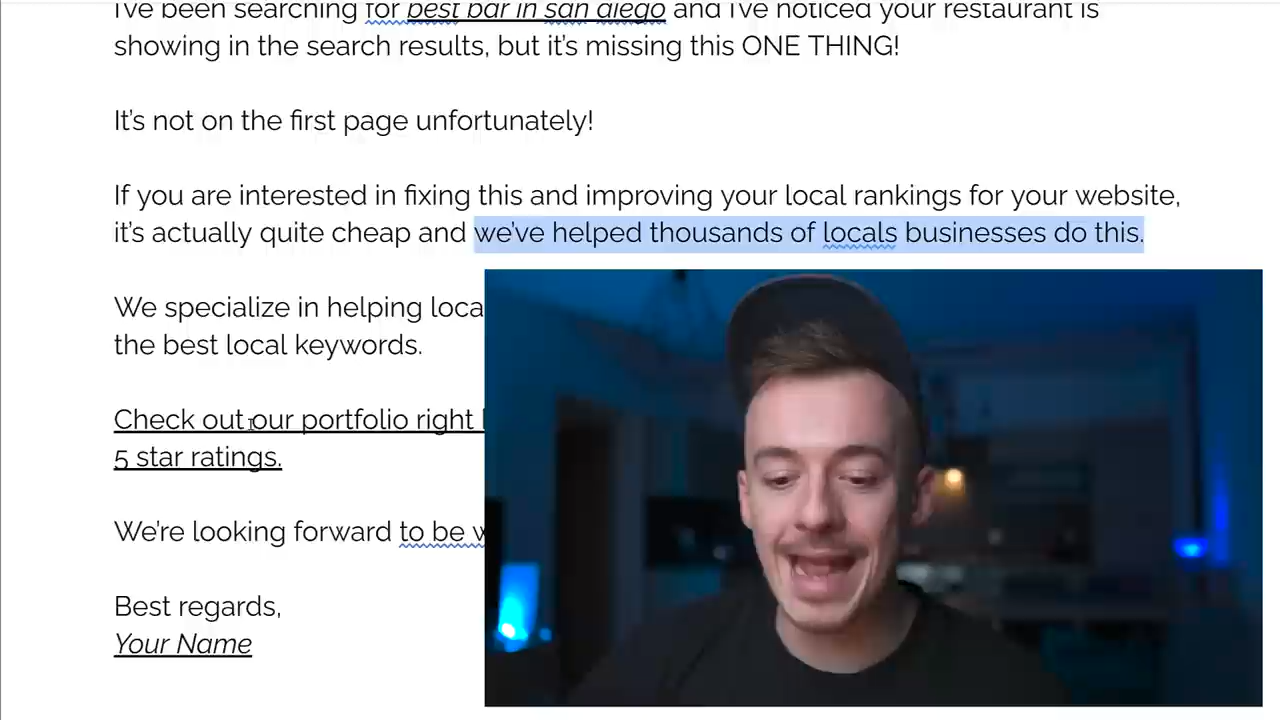 I've been searching for best bar in san diego and I've noticed your restaurant is
showing in the search results, but it's missing this ONE THING!
It's not on the first page unfortunately!
If you are interested in fixing this and improving your local rankings for your website,
it's actually quite cheap and we've helped thousands of locals businesses do this.
We specialize in helping loca
the best local keywords.
Check out our portfolio right
5 star ratings.
We're looking forward to be
Best regards,
Your Name